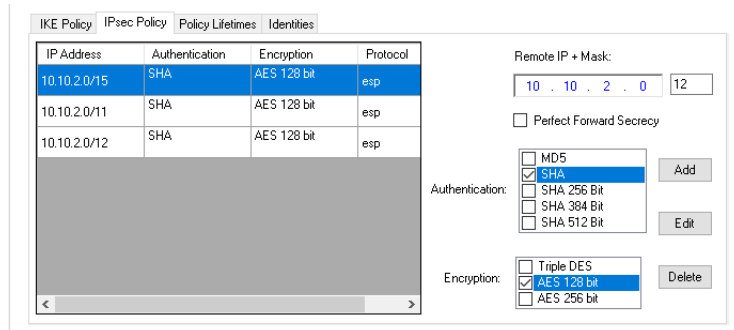 IKE Policy IPsec Policy Policy Lifetimes Identities
IP Address Authentication Encryption Protocol
10.10.2.0/15 SHA AES 128 bit esp
10.10.2.0/11 SHA AES 128 bit esp
10.10.2.0/12 SHA AES 128 bit esp
Remote IP + Mask:
10 . 10 . 2 . 0 12
Perfect Forward Secrecy
Authentication:
MD5
SHA
SHA 256 Bit
SHA 384 Bit
SHA 512 Bit
Add
Edit
Encryption:
Triple DES
AES 128 bit
AES 256 bit
Delete